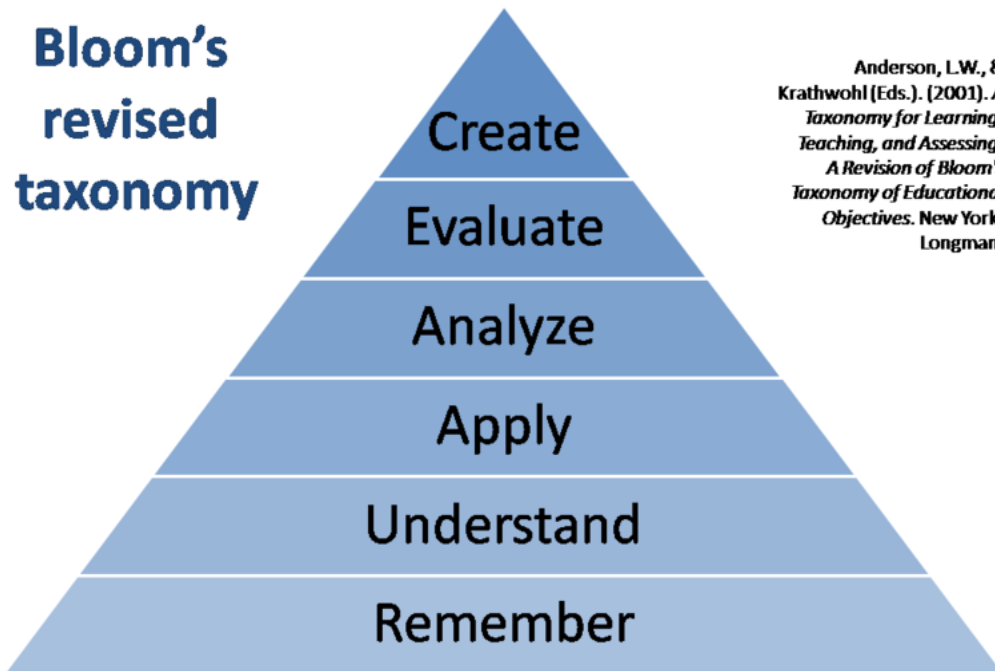 Bloom's
revised
taxonomy
Anderson, L.W., &
Krathwohl (Eds.). (2001). A
Taxonomy for Learning,
Teaching, and Assessing:
A Revision of Bloom's
Taxonomy of Educational
Objectives. New York:
Longman.
Create
Evaluate
Analyze
Apply
Understand
Remember